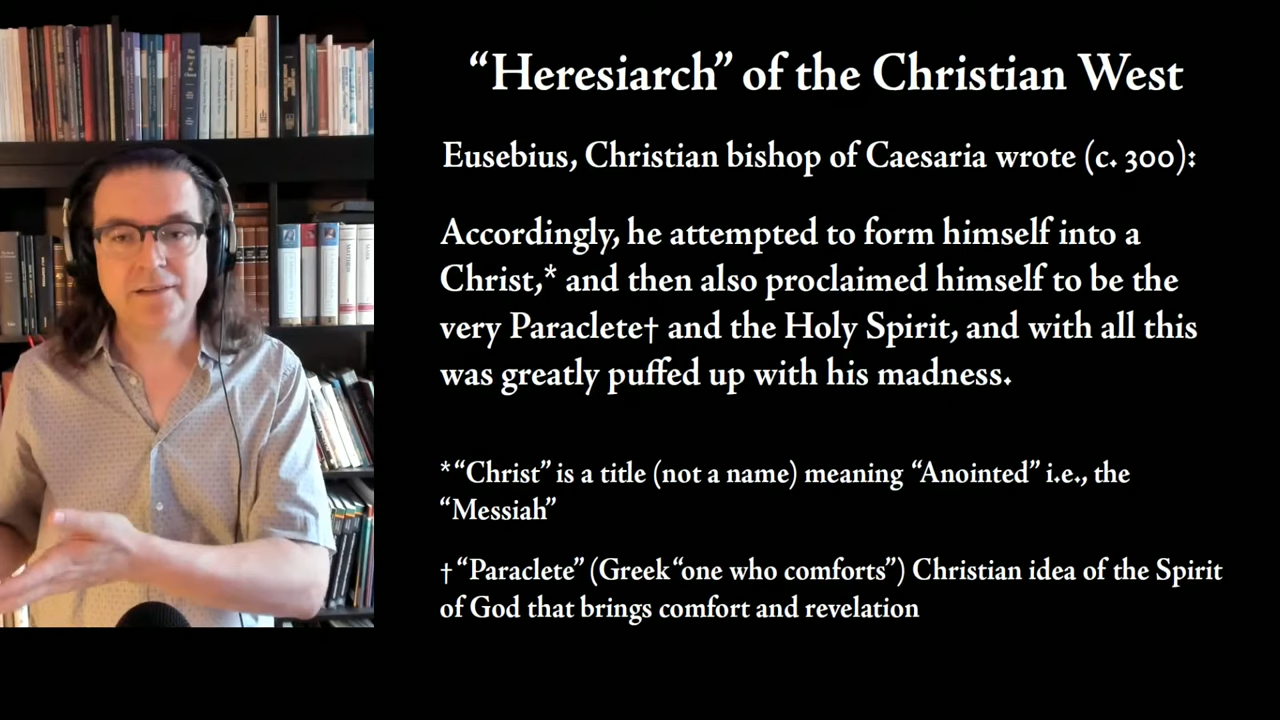 “Heresiarch” of the Christian West
Eusebius, Christian bishop of Caesaria wrote (c. 300):
Accordingly, he attempted to form himself into a
Christ,* and then also proclaimed himself to be the
very Paraclete† and the Holy Spirit, and with all this
was greatly puffed up with his madness.
*“Christ” is a title (not a name) meaning “Anointed” i.e., the
“Messiah”
†“Paraclete” (Greek “one who comforts”) Christian idea of the Spirit
of God that brings comfort and revelation